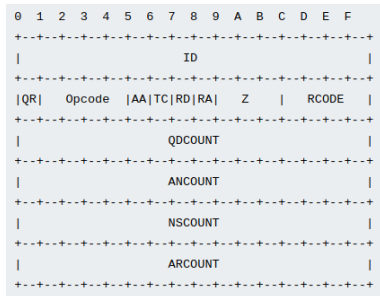 0 1 2 3 4 5 6 7 8 9 A B C D E F
+--+--+--+--+--+--+--+--+--+--+--+--+--+--+--+--+
| ID |
+--+--+--+--+--+--+--+--+--+--+--+--+--+--+--+--+
|QR| Opcode |AA|TC|RD|RA| Z | RCODE |
+--+--+--+--+--+--+--+--+--+--+--+--+--+--+--+--+
| QDCOUNT |
+--+--+--+--+--+--+--+--+--+--+--+--+--+--+--+--+
| ANCOUNT |
+--+--+--+--+--+--+--+--+--+--+--+--+--+--+--+--+
| NSCOUNT |
+--+--+--+--+--+--+--+--+--+--+--+--+--+--+--+--+
| ARCOUNT |
+--+--+--+--+--+--+--+--+--+--+--+--+--+--+--+--+